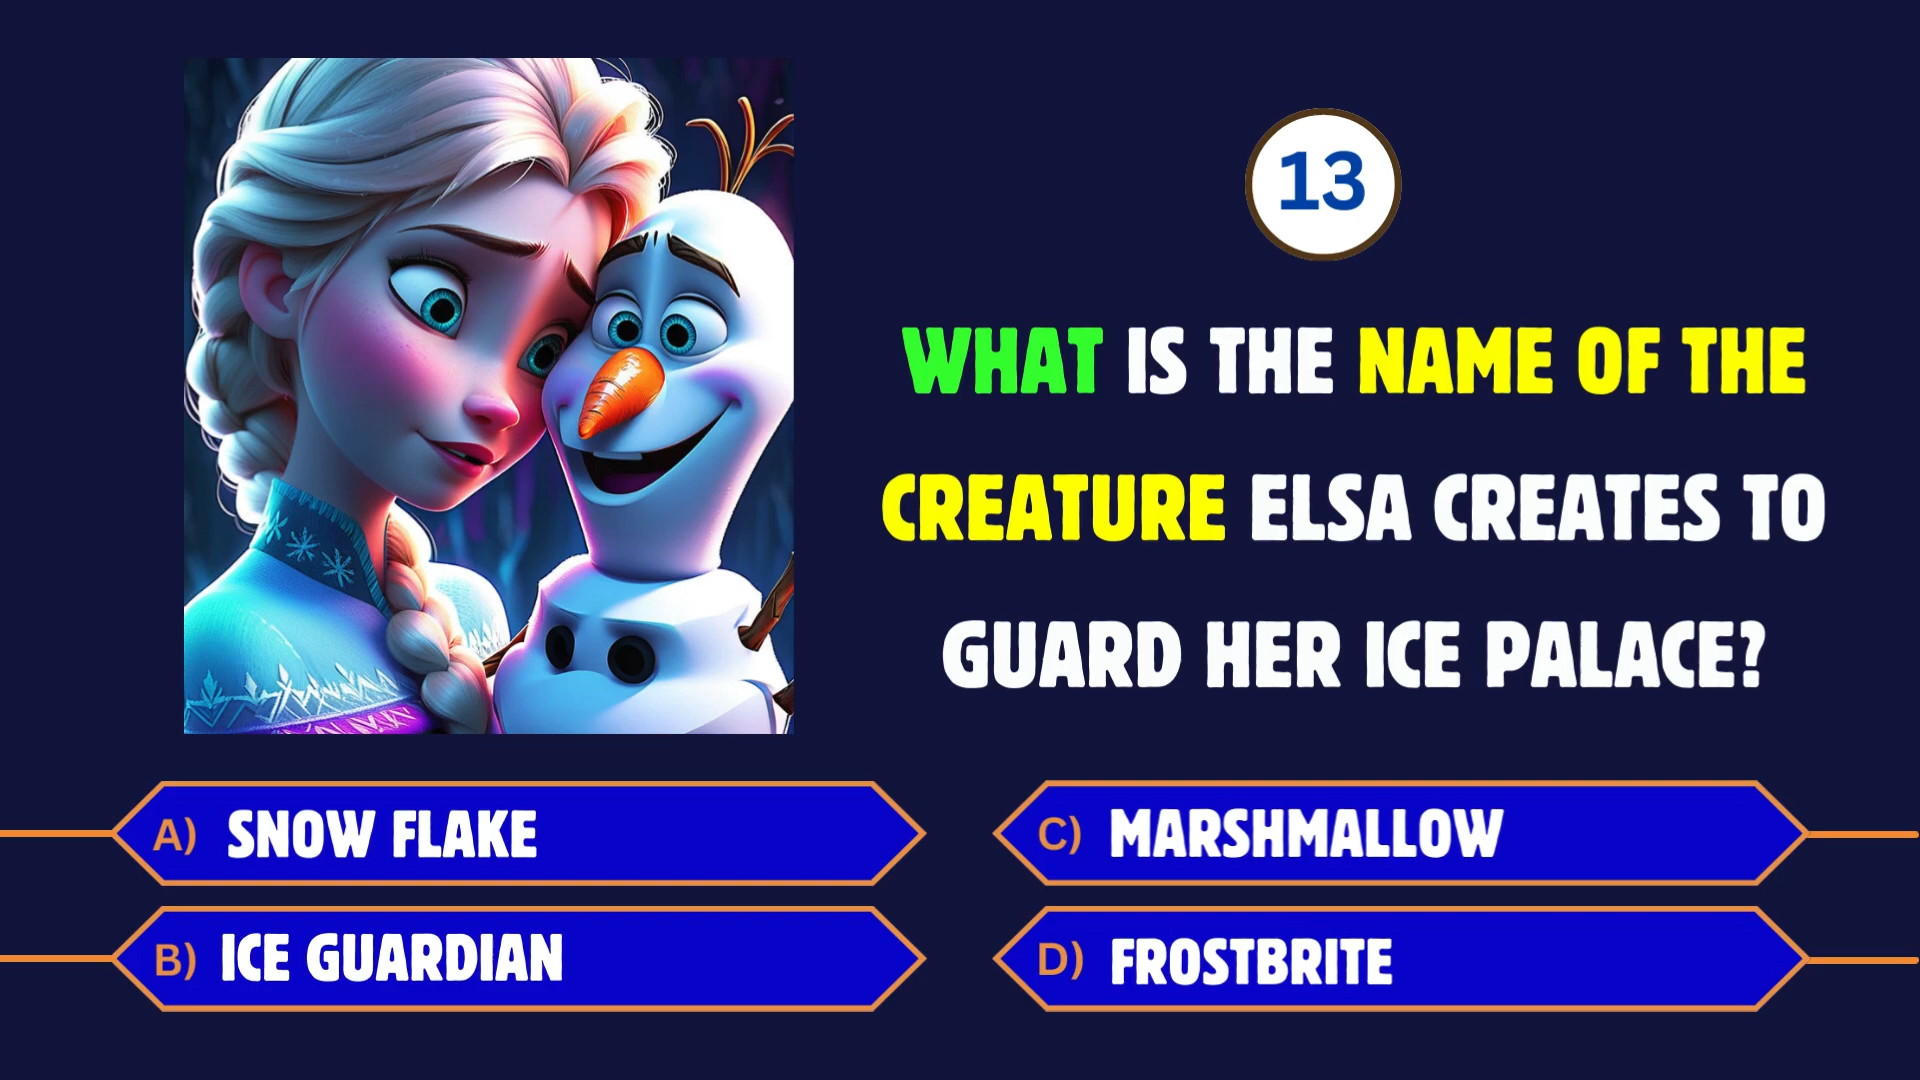 13
WHAT IS THE NAME OF THE
CREATURE ELSA CREATES TO
GUARD HER ICE PALACE?
A) SNOW FLAKE
B) ICE GUARDIAN
C) MARSHMALLOW
D) FROSTBRITE